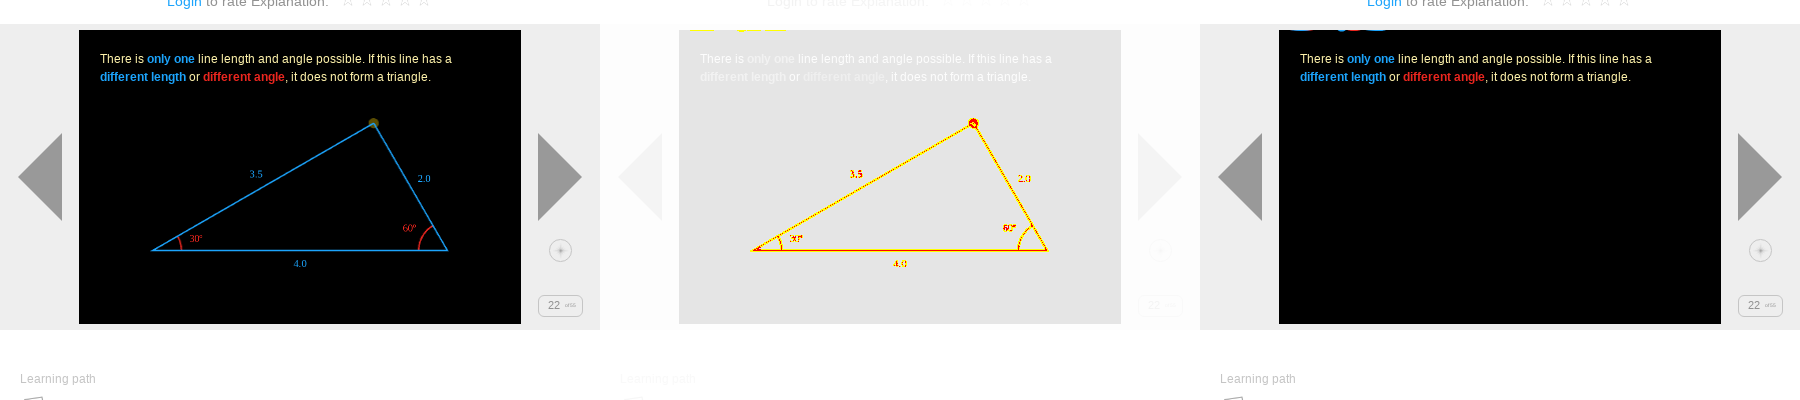 Login to rate Explanation:
There is only one line length and angle possible. If this line has a
different length or different angle, it does not form a triangle.
3.5
2.0
30°
60°
4.0
22
Learning path
Login to rate Explanation:
There is only one line length and angle possible. If this line has a
different length or different angle, it does not form a triangle.
3.5
2.0
30°
60°
4.0
22
Learning path
Login to rate Explanation:
There is only one line length and angle possible. If this line has a
different length or different angle, it does not form a triangle.
22
Learning path